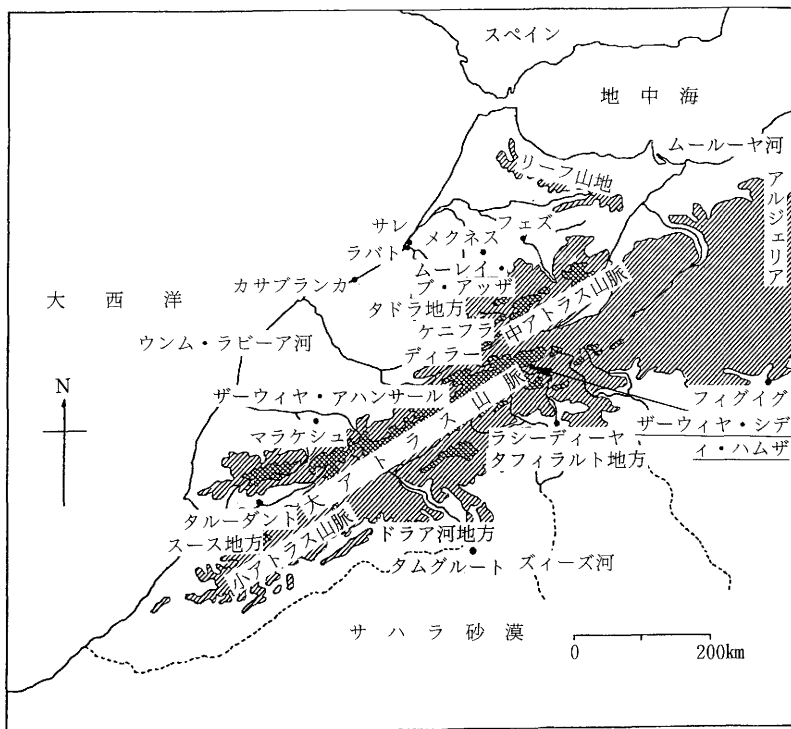 スペイン
地中海
ムールーヤ河
リーフ山地
アルジェリア
サレ
ラバト
メクネス
フェズ
カサブランカ
ムーレイ・
ブ・アッザ
大西洋
タドラ地方
中アトラス山脈
ケニフラ
ウンム・ラビーア河
ディラー
N
ザーウィヤ・アハンサール
フィグイグ
マラケシュ
大アトラス山脈
ラシーディーヤ
ザーウィヤ・シデ
ィ・ハムザ
タフィラルト地方
タルーダント
スース地方
小アトラス山脈
ドラア河地方
タムグルート
ズィーズ河
サハラ砂漠
0 200km